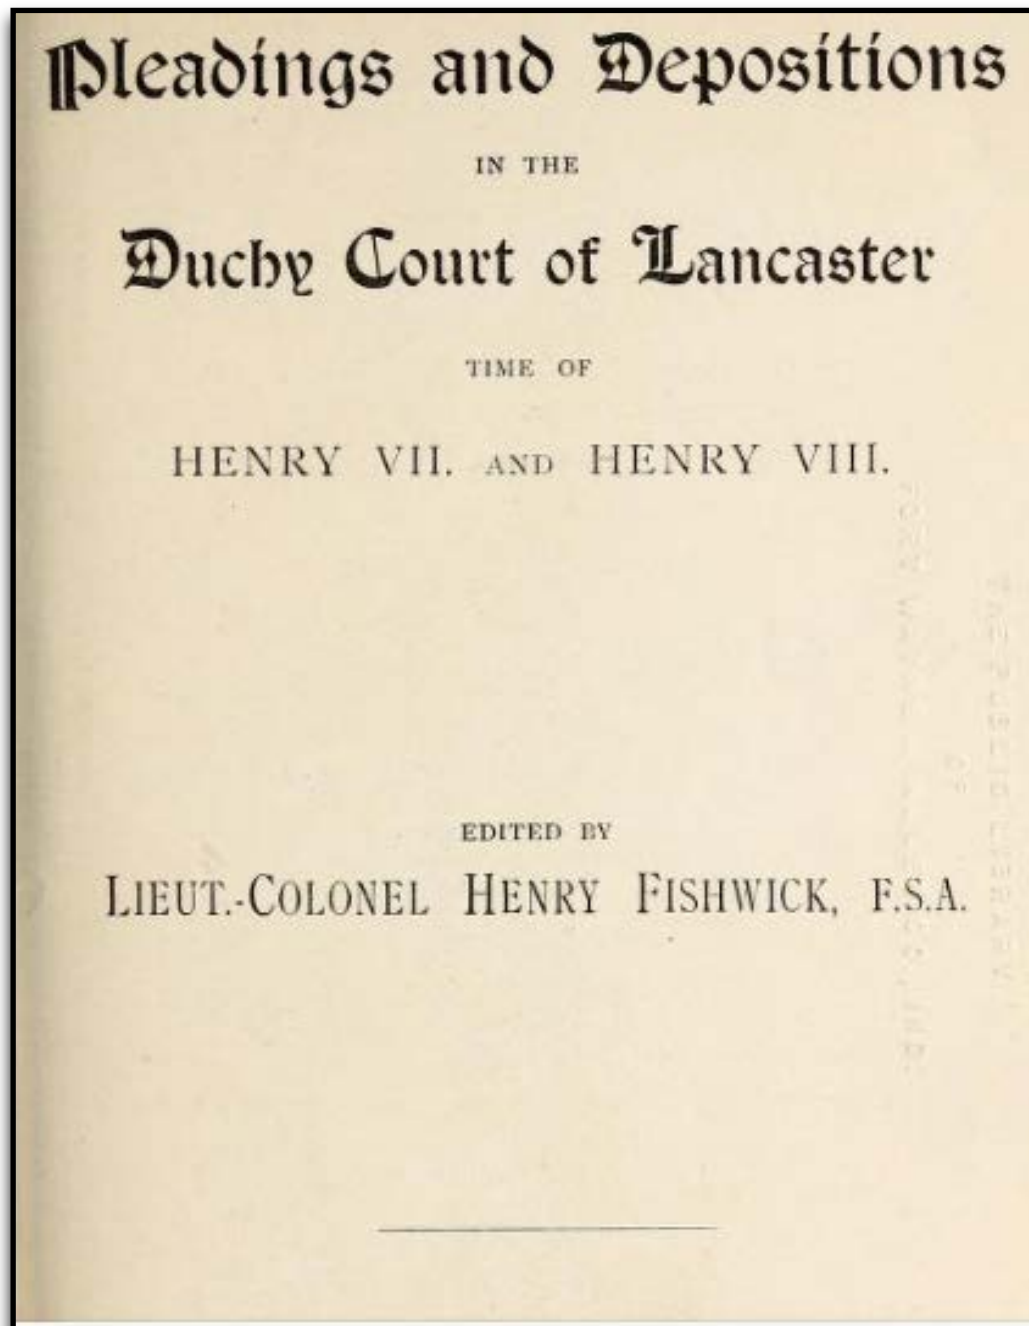 Pleadings and Depositions
IN THE
Duchy Court of Lancaster
TIME OF
HENRY VII. AND HENRY VIII.
EDITED BY
LIEUT.-COLONEL HENRY FISHWICK, F.S.A.